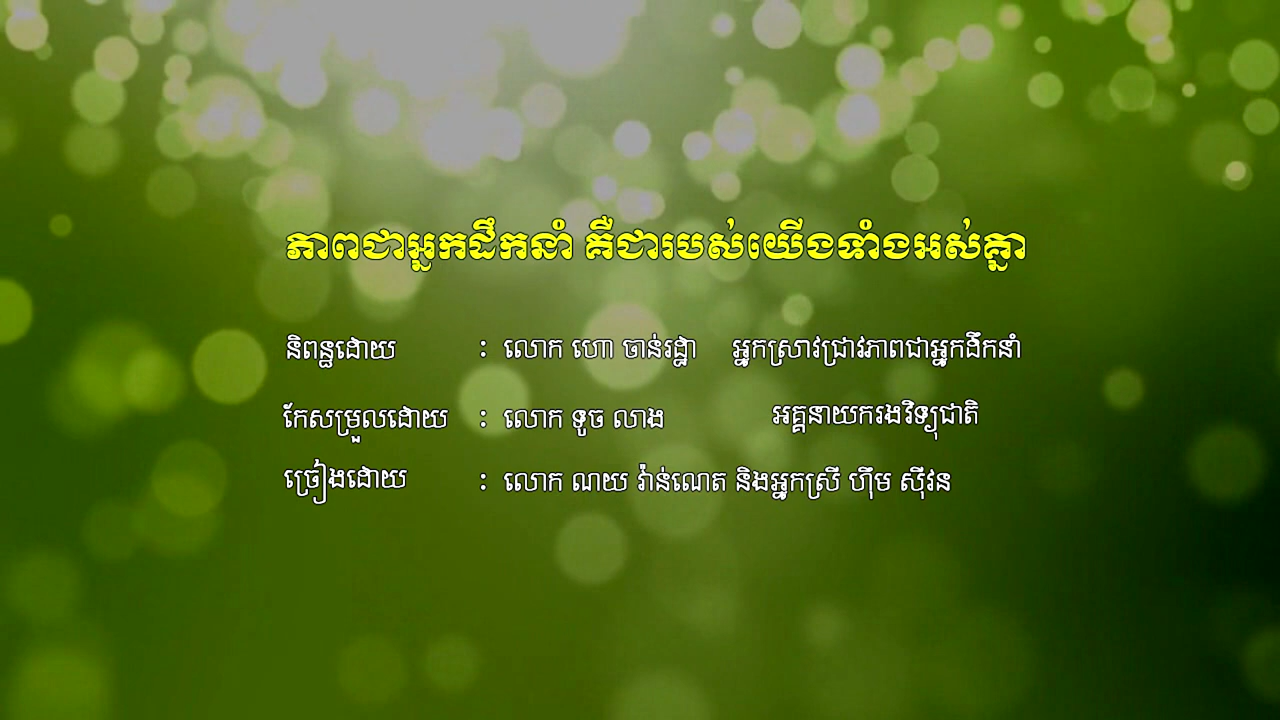 ភាពជាអ្នកដឹកនាំ គឺជារបស់យើងទាំងអស់គ្នា
និពន្ឋដោយ : លោក ហោ ចាន់រដ្ឋា អ្នកស្រាវជ្រាវភាពជាអ្នកដឹកនាំ
កែសម្រួលដោយ : លោក ទូច លាង អគ្គនាយករងវិទ្យុជាតិ
ច្រៀងដោយ : លោក ណយ វ៉ាន់ណេត និងអ្នកស្រី ហ៊ឹម ស៊ីវន